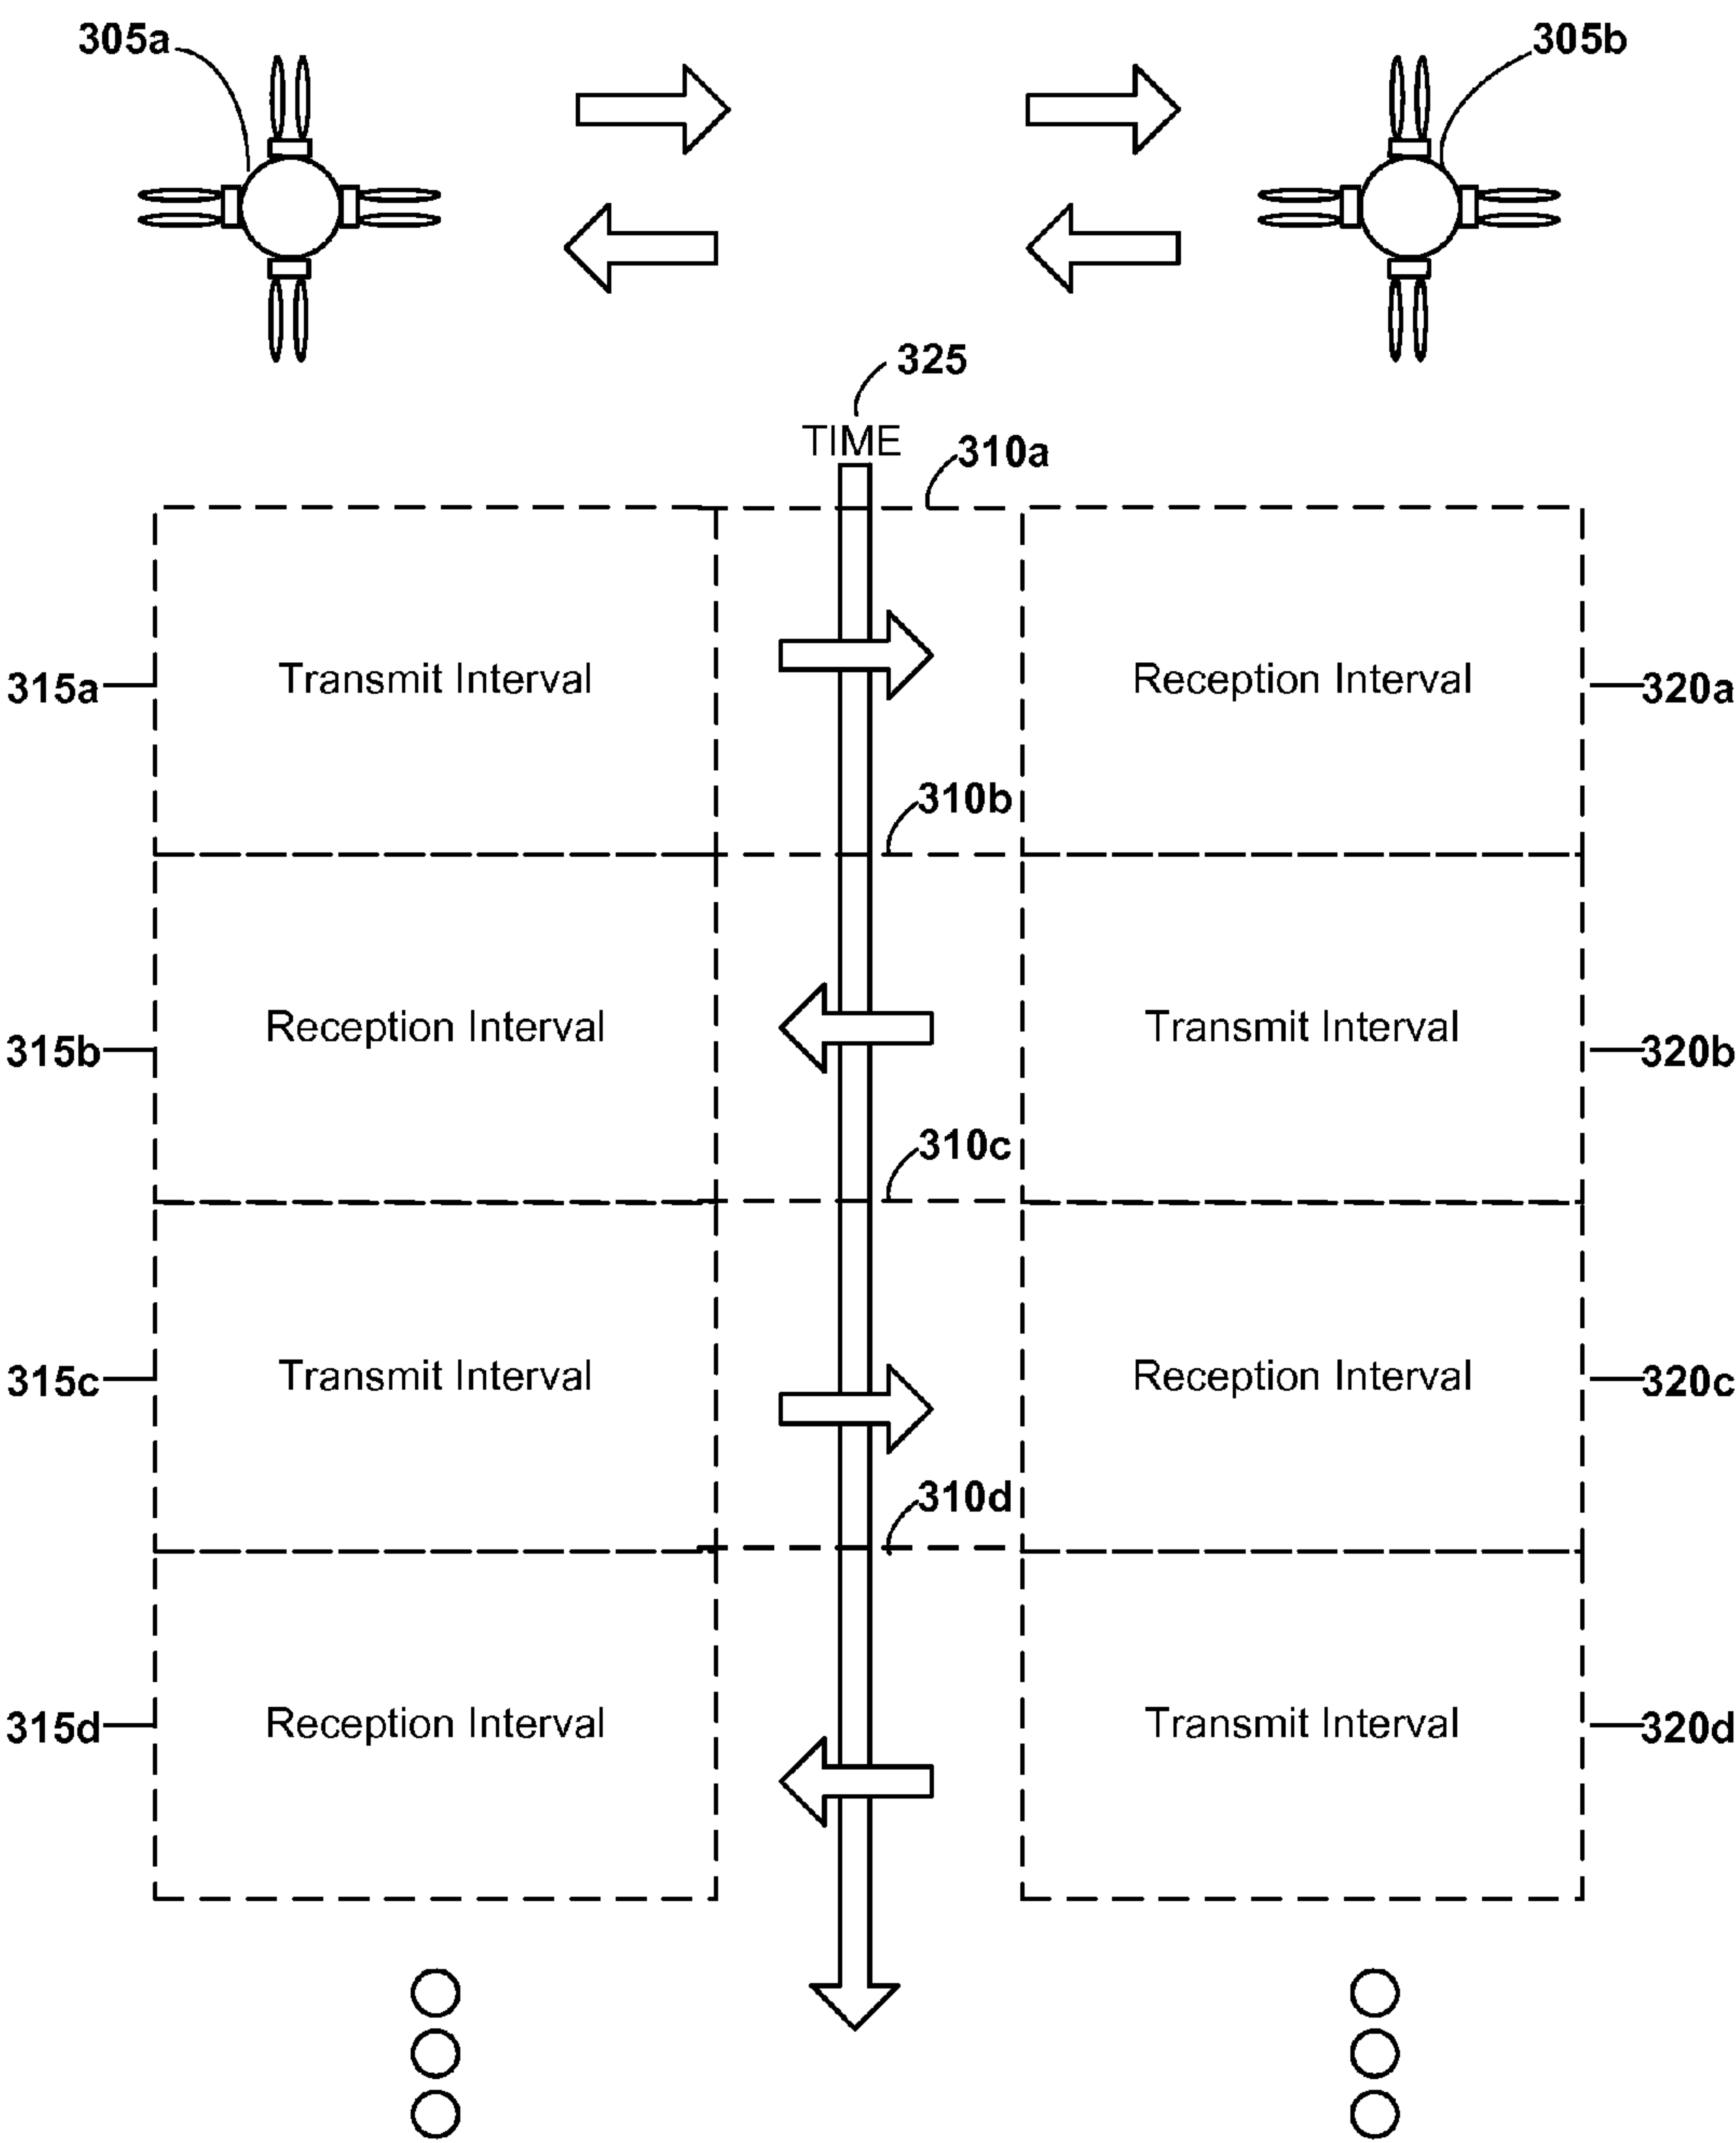 305a
305b
325
TIME
310a
Transmit Interval
Reception Interval
315a
320a
310b
Reception Interval
Transmit Interval
315b
320b
310c
Transmit Interval
Reception Interval
315c
320c
310d
Reception Interval
Transmit Interval
315d
320d